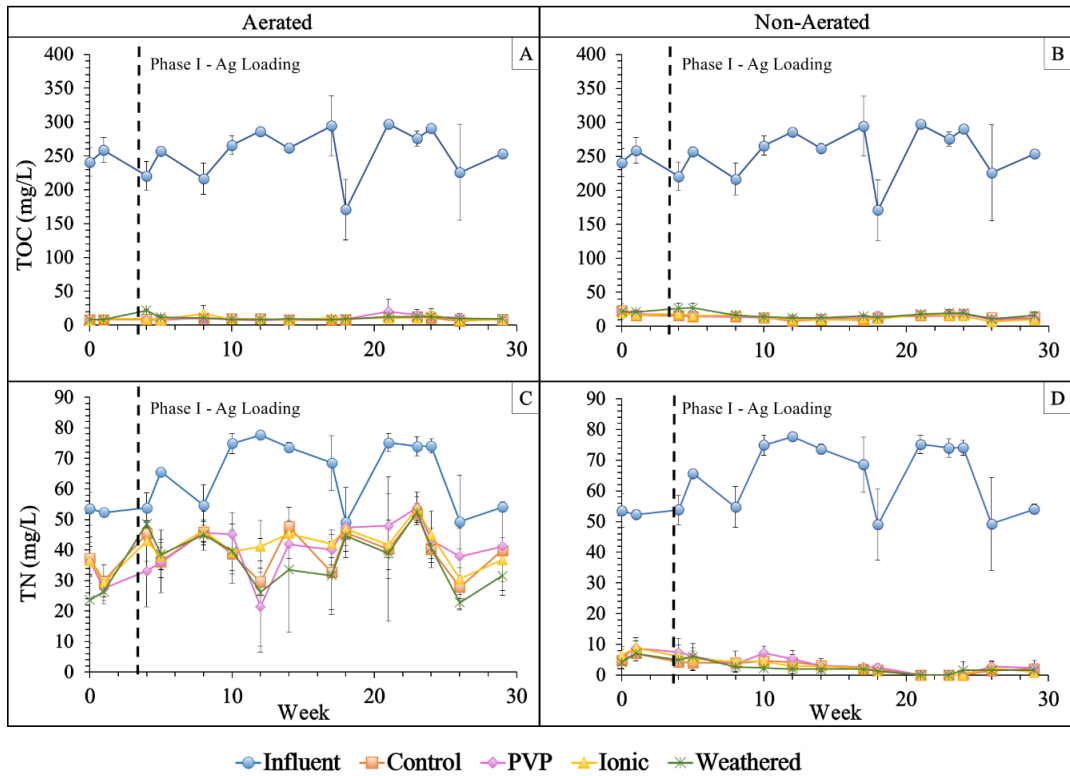 Aerated
Non-Aerated
TOC (mg/L)
400
350
300
250
200
150
100
50
0
Phase I - Ag Loading
A
0
10
20
30
400
350
300
250
200
150
100
50
0
Phase I - Ag Loading
B
0
10
20
30
TN (mg/L)
90
80
70
60
50
40
30
20
10
0
Phase I - Ag Loading
C
0
10
20
30
Week
90
80
70
60
50
40
30
20
10
0
Phase I - Ag Loading
D
0
10
20
30
Week
Influent
Control
PVP
Ionic
Weathered